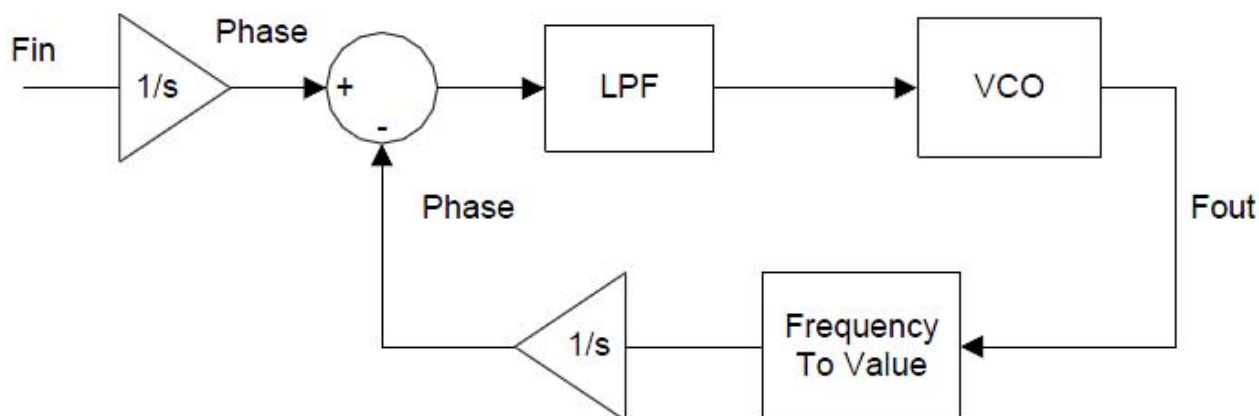 Fin
Phase
1/s
+
-
LPF
VCO
Phase
Fout
1/s
Frequency
To Value